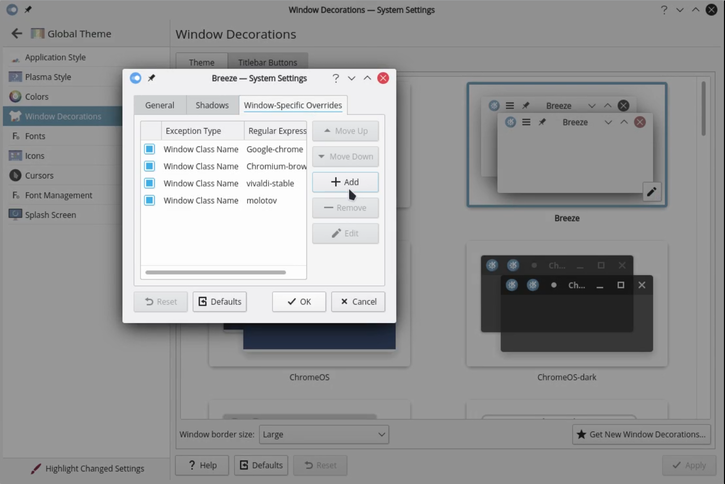 Window Decorations — System Settings
Global Theme
Window Decorations
Application Style
Plasma Style
Colors
Window Decorations
Fonts
Icons
Cursors
Font Management
Splash Screen
Highlight Changed Settings
Theme
Titlebar Buttons
Breeze — System Settings
General
Shadows
Window-Specific Overrides
Exception Type Regular Express
Window Class Name Google-chrome
Window Class Name Chromium-brow
Window Class Name vivaldi-stable
Window Class Name molotov
Move Up
Move Down
Add
Remove
Edit
Reset
Defaults
OK
Cancel
Breeze
Breeze
Breeze
Ch...
Ch...
ChromeOS
ChromeOS-dark
Window border size: Large
Get New Window Decorations...
Help
Defaults
Reset
Apply